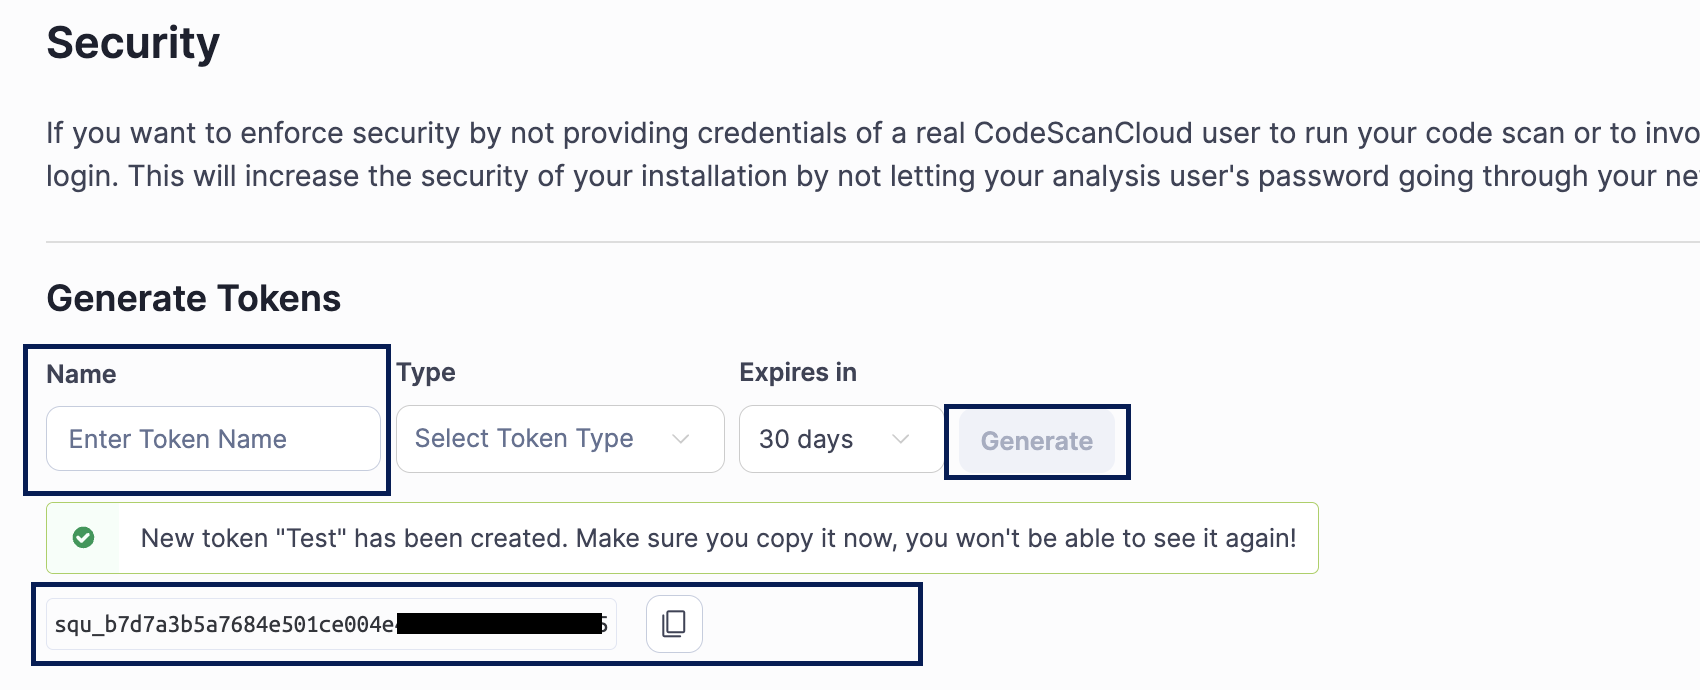 Security
If you want to enforce security by not providing credentials of a real CodeScanCloud user to run your code scan or to invo
login. This will increase the security of your installation by not letting your analysis user's password going through your ne
Generate Tokens
Name Type Expires in
Enter Token Name Select Token Type 30 days Generate
New token "Test" has been created. Make sure you copy it now, you won't be able to see it again!
squ_b7d7a3b5a7684e501ce004e